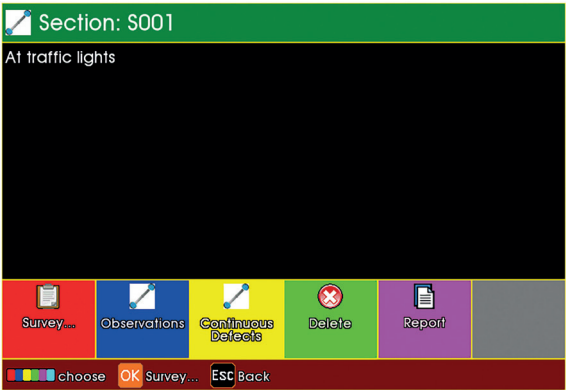 Section: S001
At traffic lights
Survey...
Observations
Continuous
Defects
Delete
Report
choose OK Survey... Esc Back